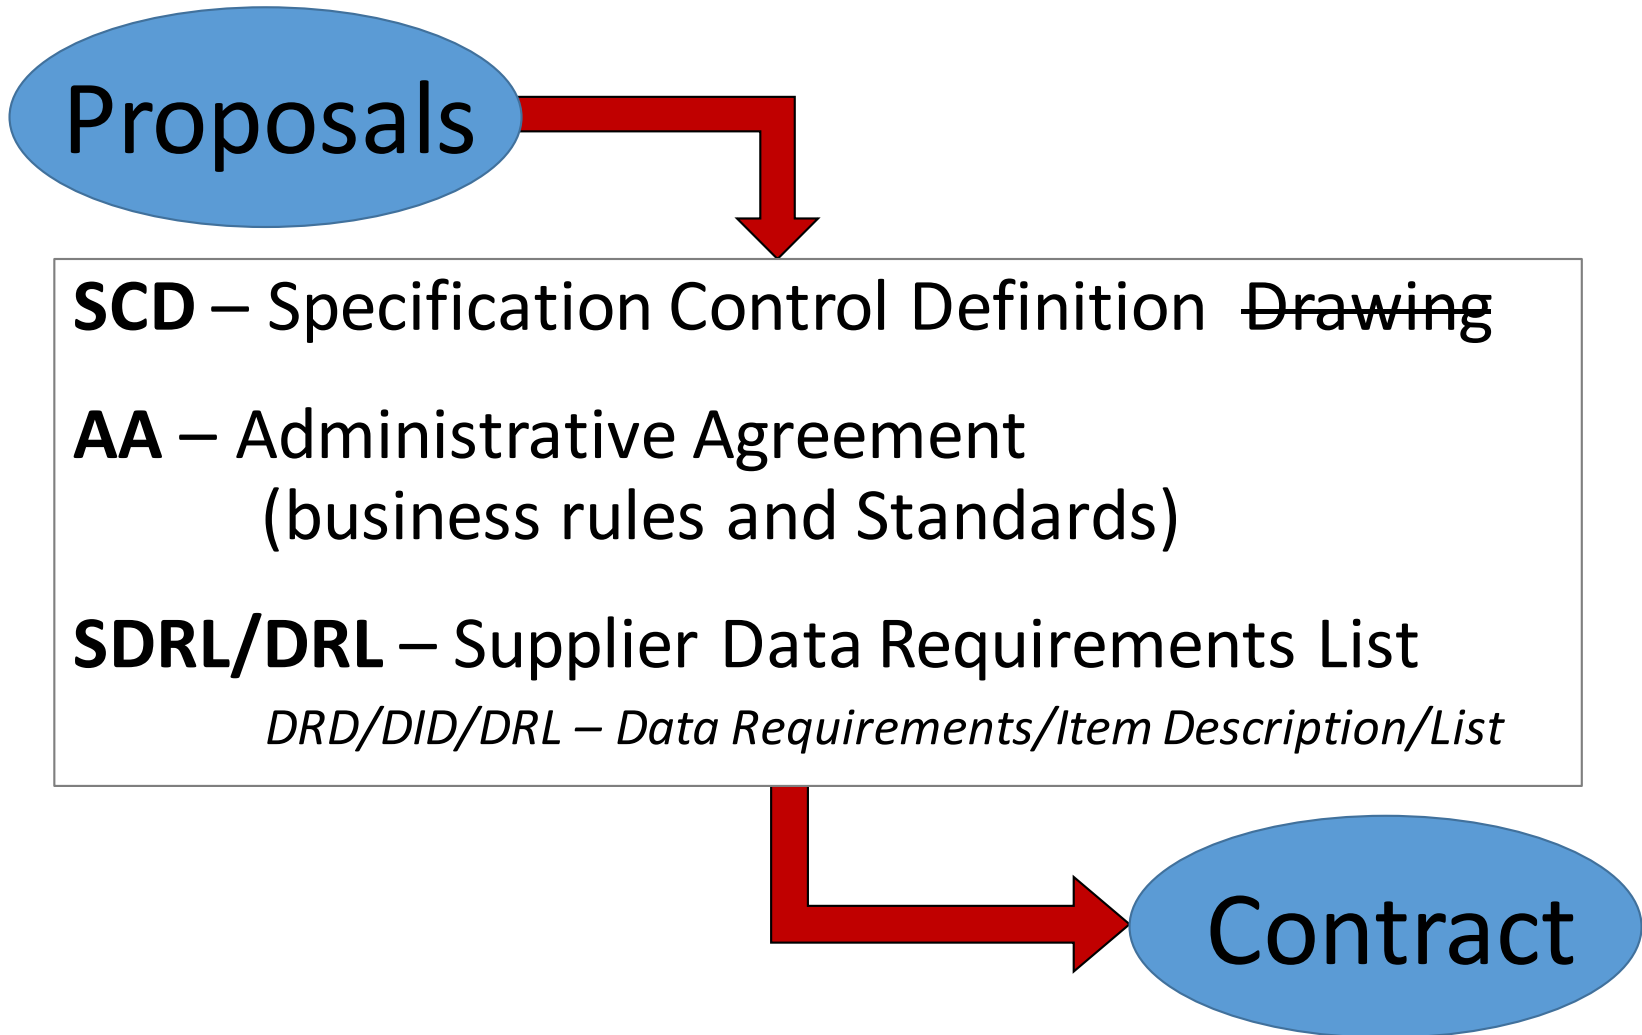 Proposals
SCD – Specification Control Definition Drawing
AA – Administrative Agreement
(business rules and Standards)
SDRL/DRL – Supplier Data Requirements List
DRD/DID/DRL – Data Requirements/Item Description/List
Contract